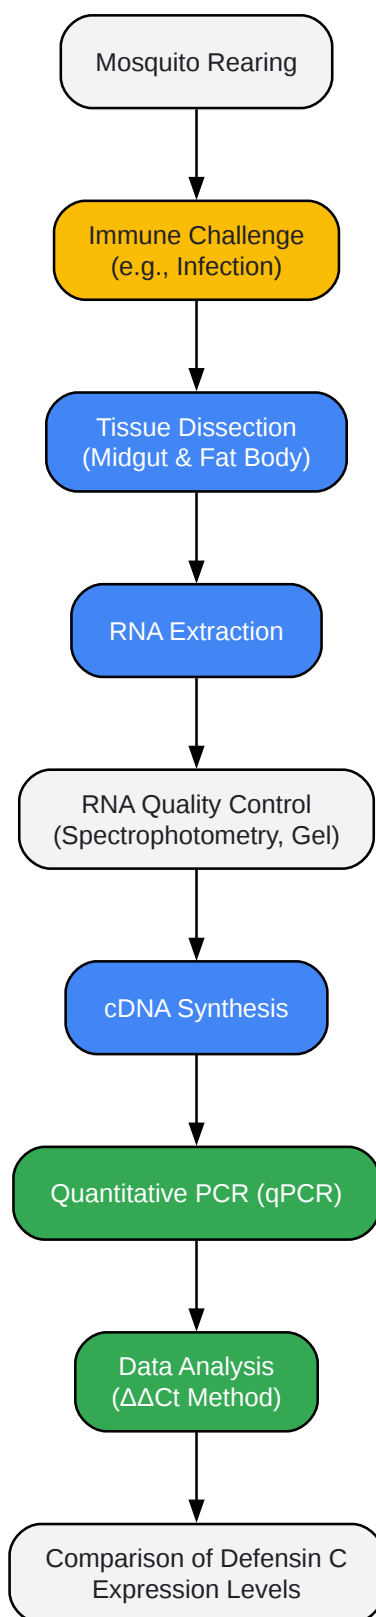 Mosquito Rearing
Immune Challenge
(e.g., Infection)
Tissue Dissection
(Midgut & Fat Body)
RNA Extraction
RNA Quality Control
(Spectrophotometry, Gel)
cDNA Synthesis
Quantitative PCR (qPCR)
Data Analysis
(ΔΔCt Method)
Comparison of Defensin C
Expression Levels